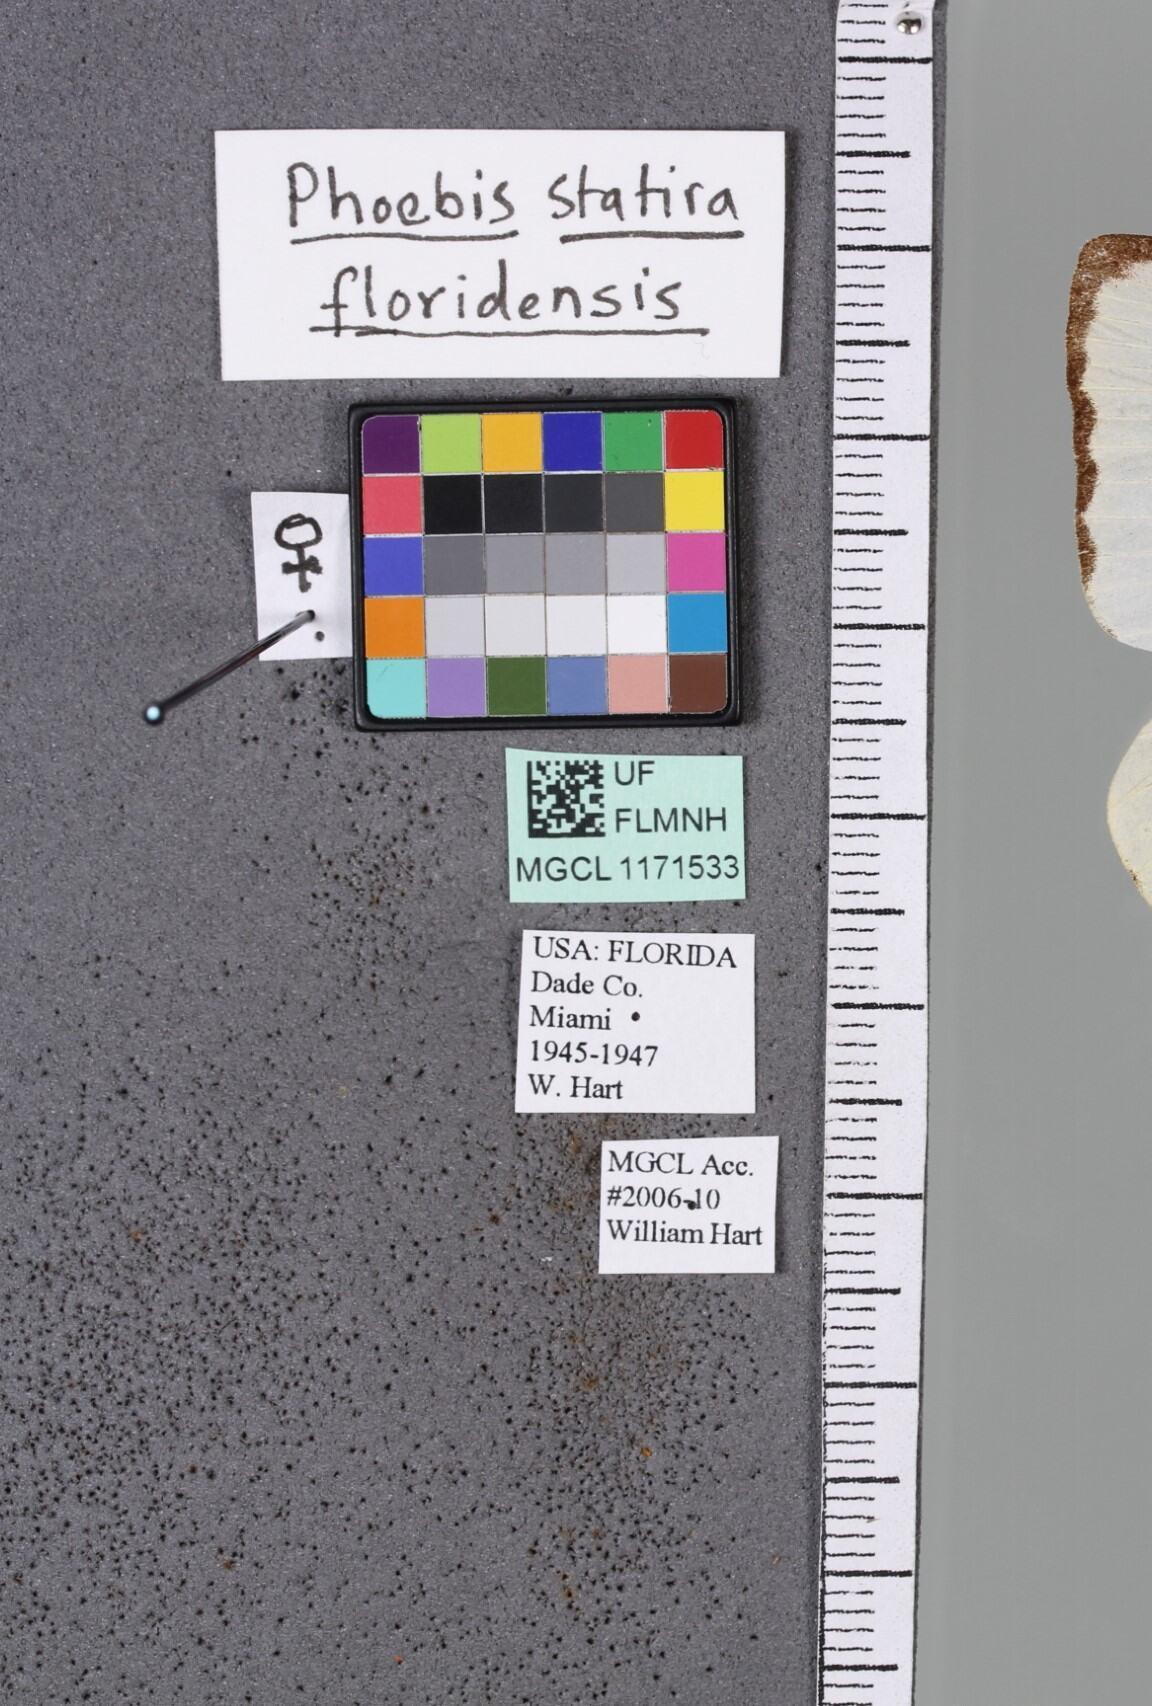 Phoebis statira
floridensis
♀
UF
FLMNH
MGCL 1171533
USA: FLORIDA
Dade Co.
Miami
1945-1947
W. Hart
MGCL Acc.
#2006-10
William Hart